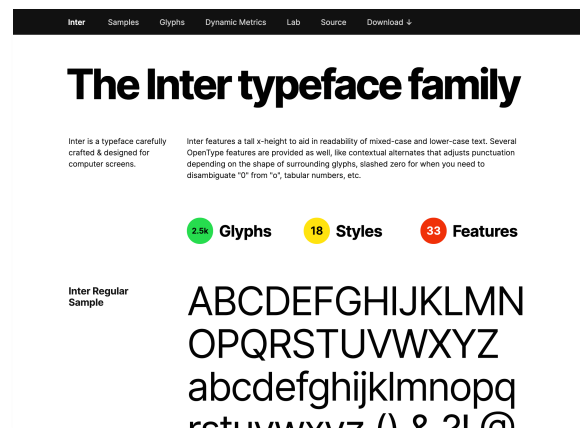 Inter Samples Glyphs Dynamic Metrics Lab Source Download ↓
The Inter typeface family
Inter is a typeface carefully
crafted & designed for
computer screens.
Inter features a tall x-height to aid in readability of mixed-case and lower-case text. Several
OpenType features are provided as well, like contextual alternates that adjusts punctuation
depending on the shape of surrounding glyphs, slashed zero for when you need to
disambiguate "0" from "o", tabular numbers, etc.
2.5k Glyphs 18 Styles 33 Features
Inter Regular
Sample
ABCDEFGHIJKLMN
OPQRSTUVWXYZ
abcdefghijklmnopq
rstuvwxyz () & ?! @